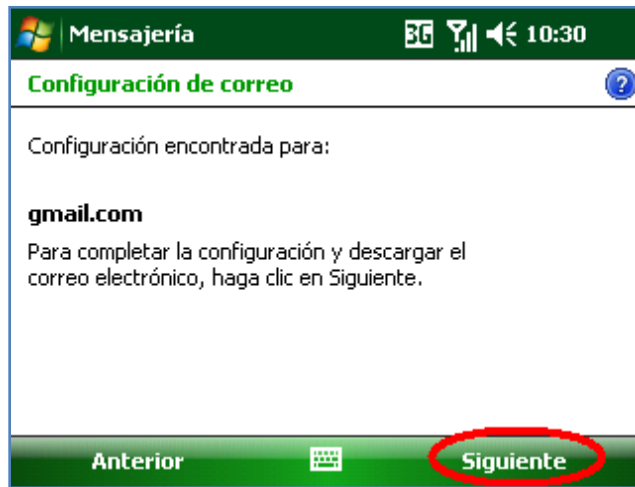 Mensajería 3G 10:30
Configuración de correo ?
Configuración encontrada para:
gmail.com
Para completar la configuración y descargar el
correo electrónico, haga clic en Siguiente.
Anterior Siguiente